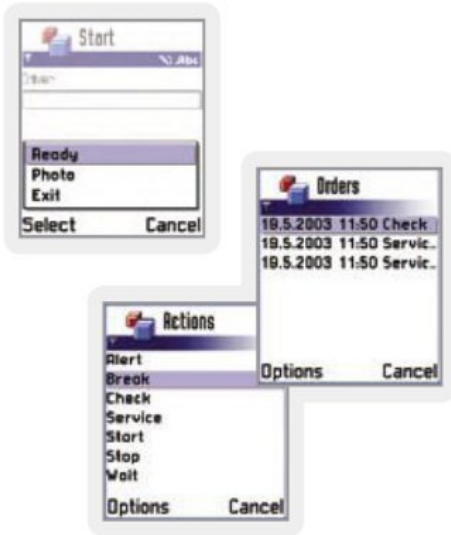 Start
Abc
Ready
Photo
Exit
Select Cancel
Orders
19.5.2003 11:50 Check
19.5.2003 11:50 Servic..
19.5.2003 11:50 Servic..
Options Cancel
Actions
Alert
Break
Check
Service
Start
Stop
Wait
Options Cancel